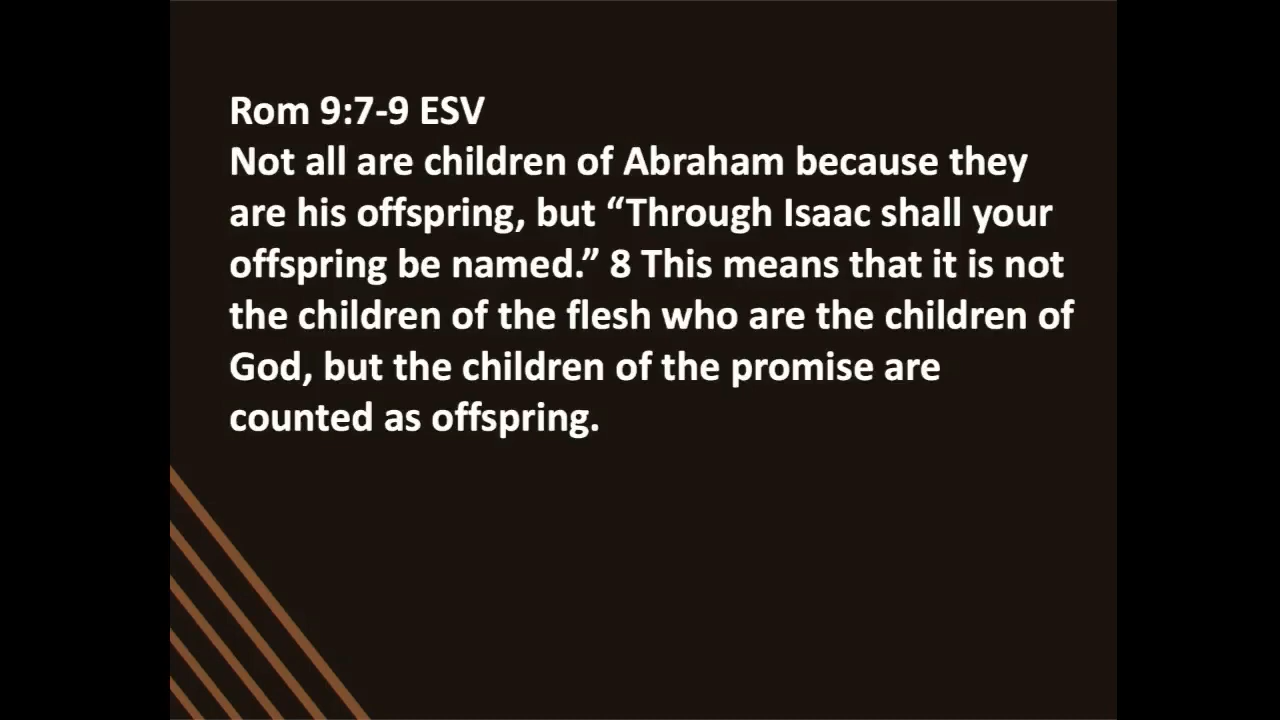 Rom 9:7-9 ESV
Not all are children of Abraham because they
are his offspring, but “Through Isaac shall your
offspring be named.” 8 This means that it is not
the children of the flesh who are the children of
God, but the children of the promise are
counted as offspring.